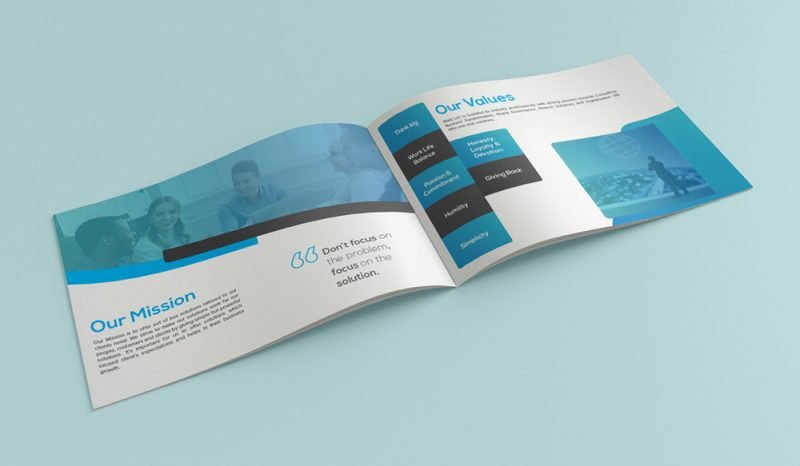 Our Mission
Our Mission is to offer out of box solutions tailored to our
clients need. We strive to make our solutions work for our
people, customers and clients by giving simple but powerful
solutions. It's important for us to offer solutions which
exceed client's expectations and helps in their business
growth.
Don't focus on
the problem,
focus on the
solution.
Our Values
LLC is founded by industry professionals with strong passion towards Consulting,
Business Transformation, Share Governance, Fintech Solutions and Digitalization. We
offer one stop solutions.
Think big
Work Life
Balance
Passion &
Commitment
Humility
Simplicity
Honesty,
Loyalty &
Devotion:
Giving Back